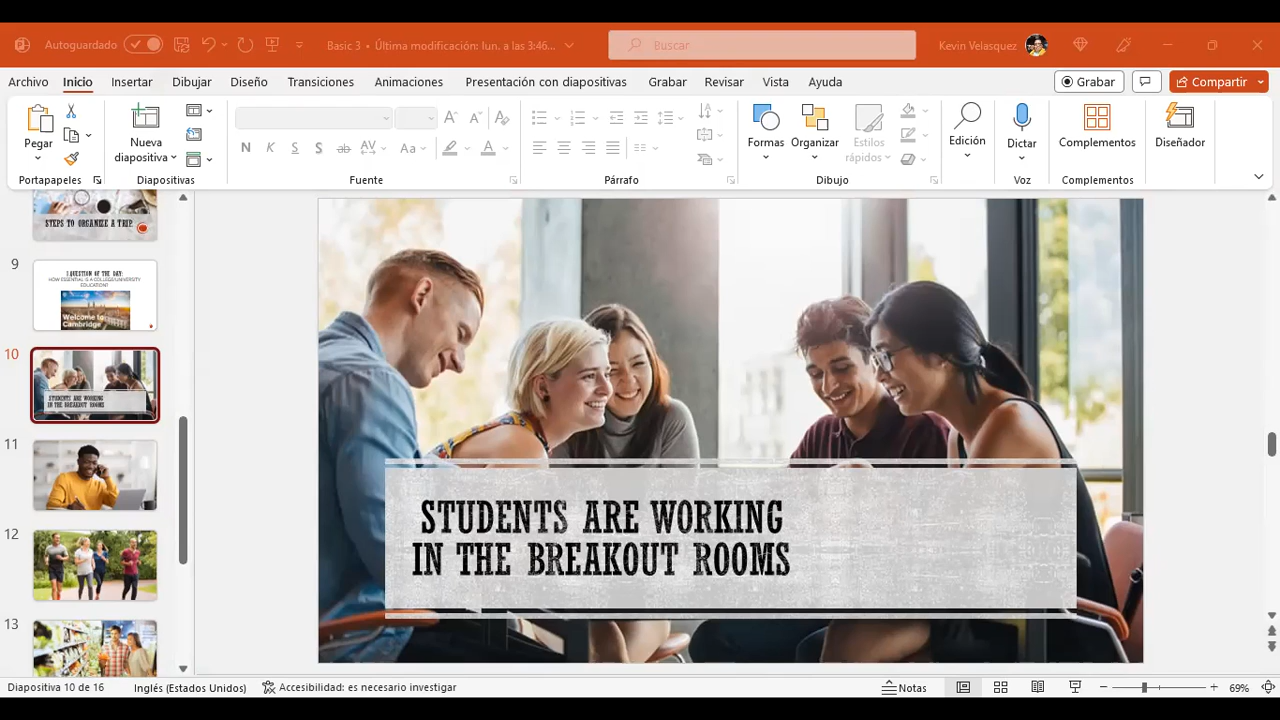 Autoguardado
Basic 3 • Última modificación: lun. a las 3:46...
Buscar
Kevin Velasquez
Archivo Inicio Insertar Dibujar Diseño Transiciones Animaciones Presentación con diapositivas Grabar Revisar Vista Ayuda
Grabar
Compartir
Pegar
Nueva
diapositiva
N K S S ab AV Aa A
Formas Organizar Estilos
rápidos
Edición
Dictar
Complementos
Diseñador
Portapapeles Diapositivas Fuente Párrafo Dibujo Voz Complementos
STEPS TO ORGANIZE A TRIP
9
QUESTION OF THE DAY:
HOW ESSENTIAL IS A COLLEGE/UNIVERSITY
EDUCATION?
Welcome to
Cambridge
10
STUDENTS ARE WORKING
IN THE BREAKOUT ROOMS
11
12
13
STUDENTS ARE WORKING
IN THE BREAKOUT ROOMS
Diapositiva 10 de 16 Inglés (Estados Unidos) Accesibilidad: es necesario investigar Notas 69%